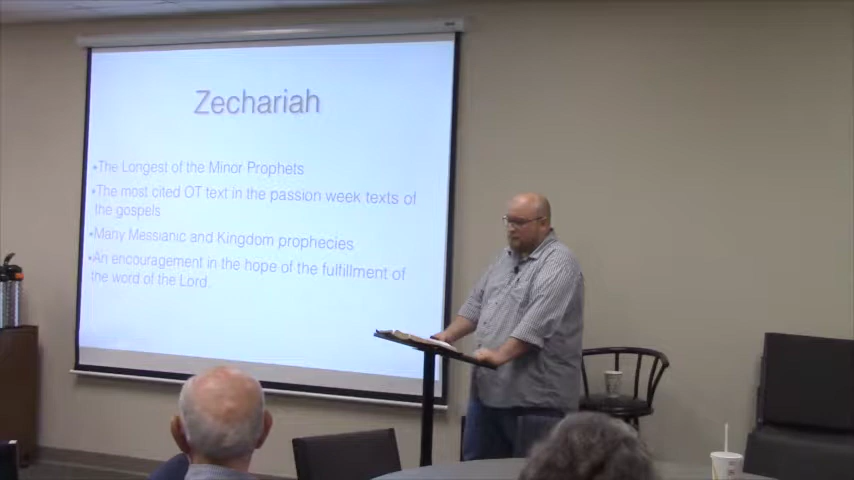 Zechariah
•The Longest of the Minor Prophets
•The most cited OT text in the passion week texts of
the gospels
•Many Messianic and Kingdom prophecies
•An encouragement in the hope of the fulfillment of
the word of the Lord.